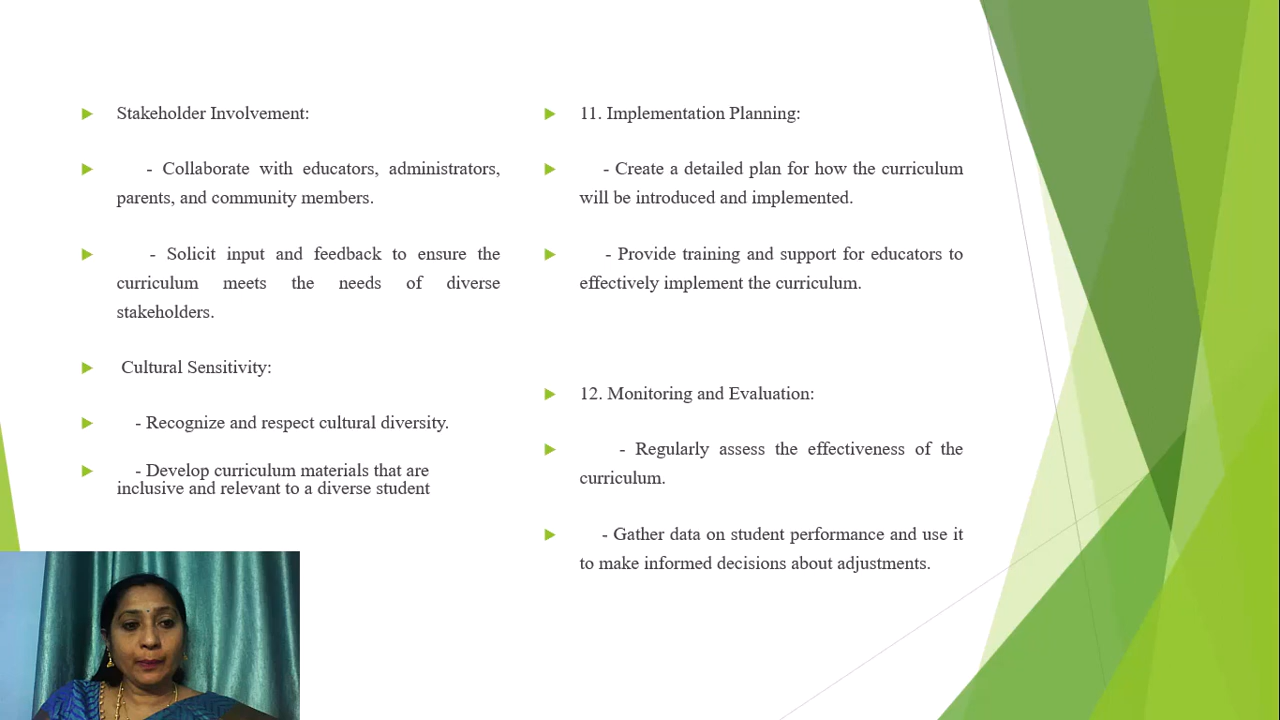 Stakeholder Involvement:
- Collaborate with educators, administrators,
parents, and community members.
- Solicit input and feedback to ensure the
curriculum meets the needs of diverse
stakeholders.
Cultural Sensitivity:
- Recognize and respect cultural diversity.
- Develop curriculum materials that are
inclusive and relevant to a diverse student
11. Implementation Planning:
- Create a detailed plan for how the curriculum
will be introduced and implemented.
- Provide training and support for educators to
effectively implement the curriculum.
12. Monitoring and Evaluation:
- Regularly assess the effectiveness of the
curriculum.
- Gather data on student performance and use it
to make informed decisions about adjustments.